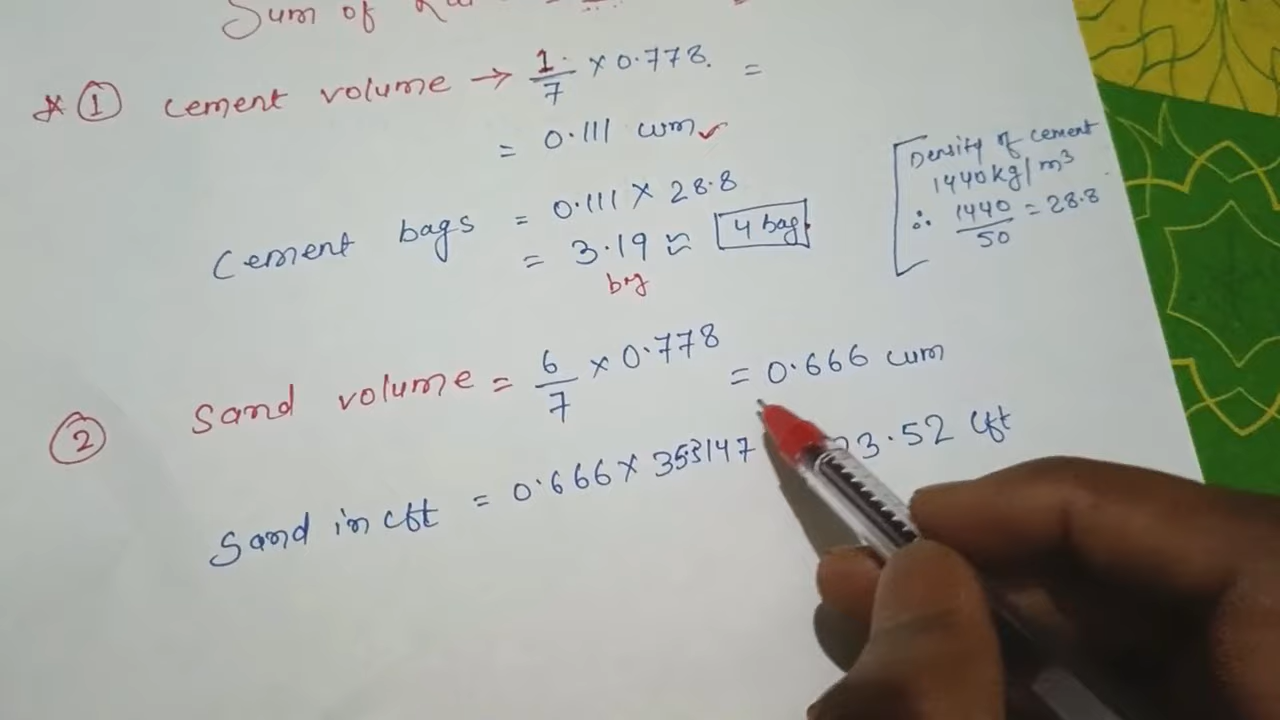 Sum of
* ① cement volume → 1/7 × 0.778 =
= 0.111 cum ✓
Density of cement
1440 kg/m³
∴ 1440/50 = 28.8
Cement bags = 0.111 × 28.8
= 3.19 ≈ 4 bag
bag
② Sand volume = 6/7 × 0.778 = 0.666 cum
Sand in cft = 0.666 × 353147 3.52 cft